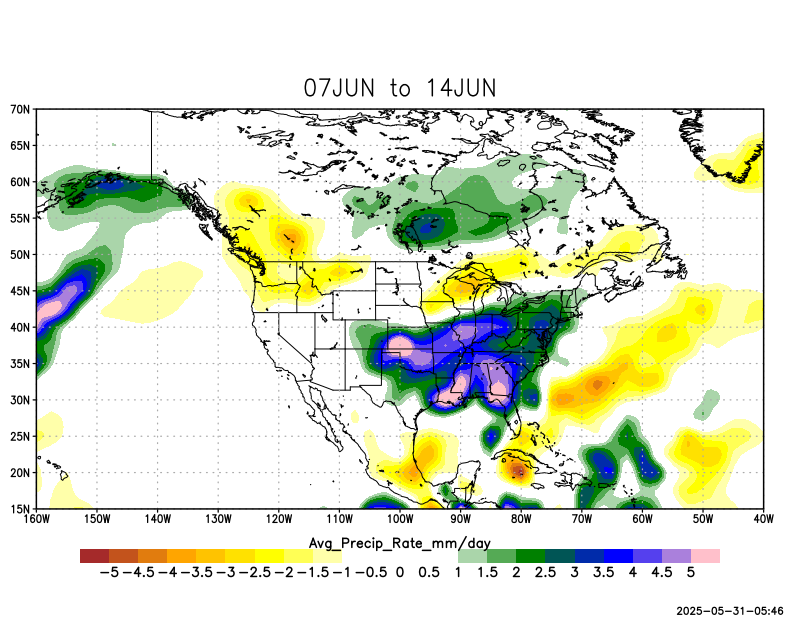 07JUN to 14JUN
70N
65N
60N
55N
50N
45N
40N
35N
30N
25N
20N
15N
160W 150W 140W 130W 120W 110W 100W 90W 80W 70W 60W 50W 40W
Avg_Precip_Rate_mm/day
-5 -4.5 -4 -3.5 -3 -2.5 -2 -1.5 -1 -0.5 0 0.5 1 1.5 2 2.5 3 3.5 4 4.5 5
2025-05-31-05:46